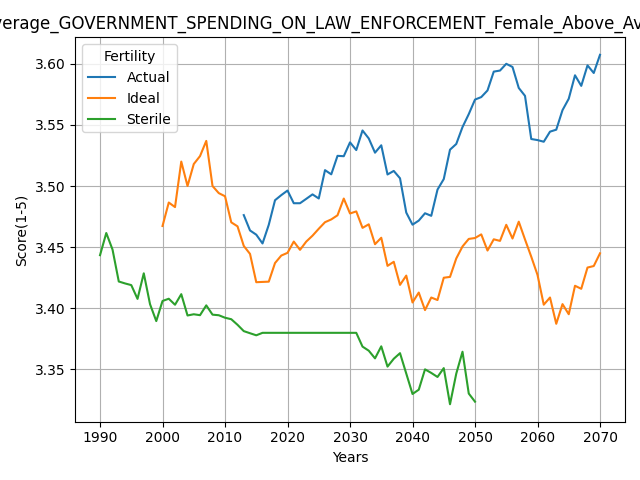 verage_GOVERNMENT_SPENDING_ON_LAW_ENFORCEMENT_Female_Above_Av
Fertility
Actual
Ideal
Sterile
3.60
3.55
3.50
3.45
3.40
3.35
Score(1-5)
1990 2000 2010 2020 2030 2040 2050 2060 2070
Years